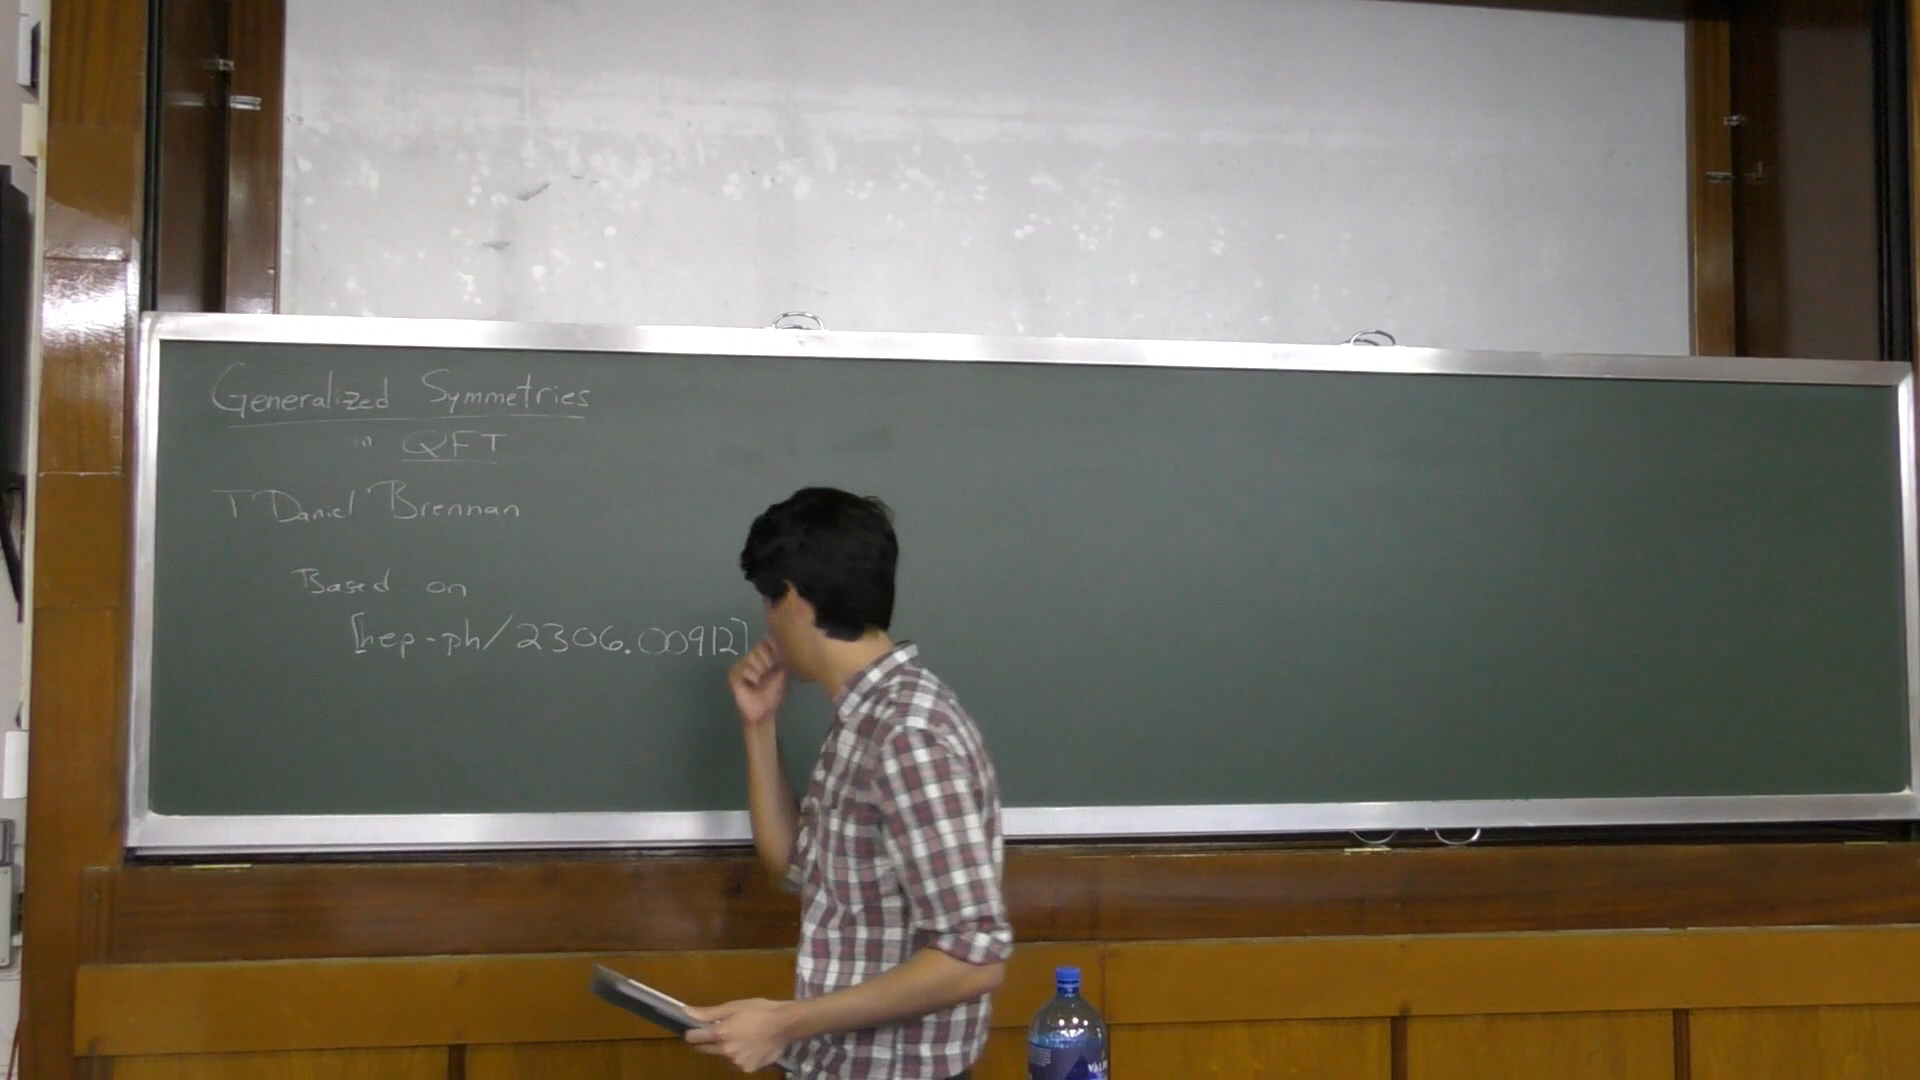 Generalized Symmetries
in QFT
T Daniel Brennan
Based on
[hep-ph/2306.00912]